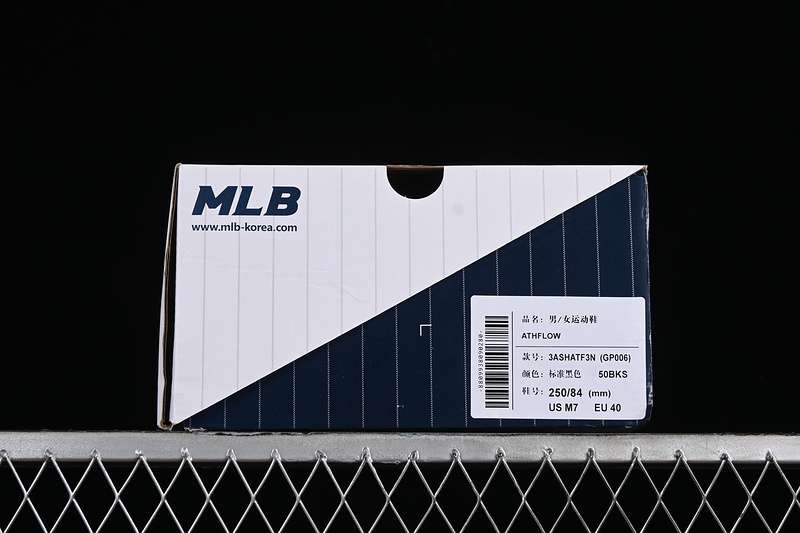 MLB
www.mlb-korea.com
品名: 男/女运动鞋
ATHFLOW
款号: 3ASHATF3N (GP006)
颜色: 标准黑色 50BKS
鞋号: 250/84 (mm)
US M7 EU 40